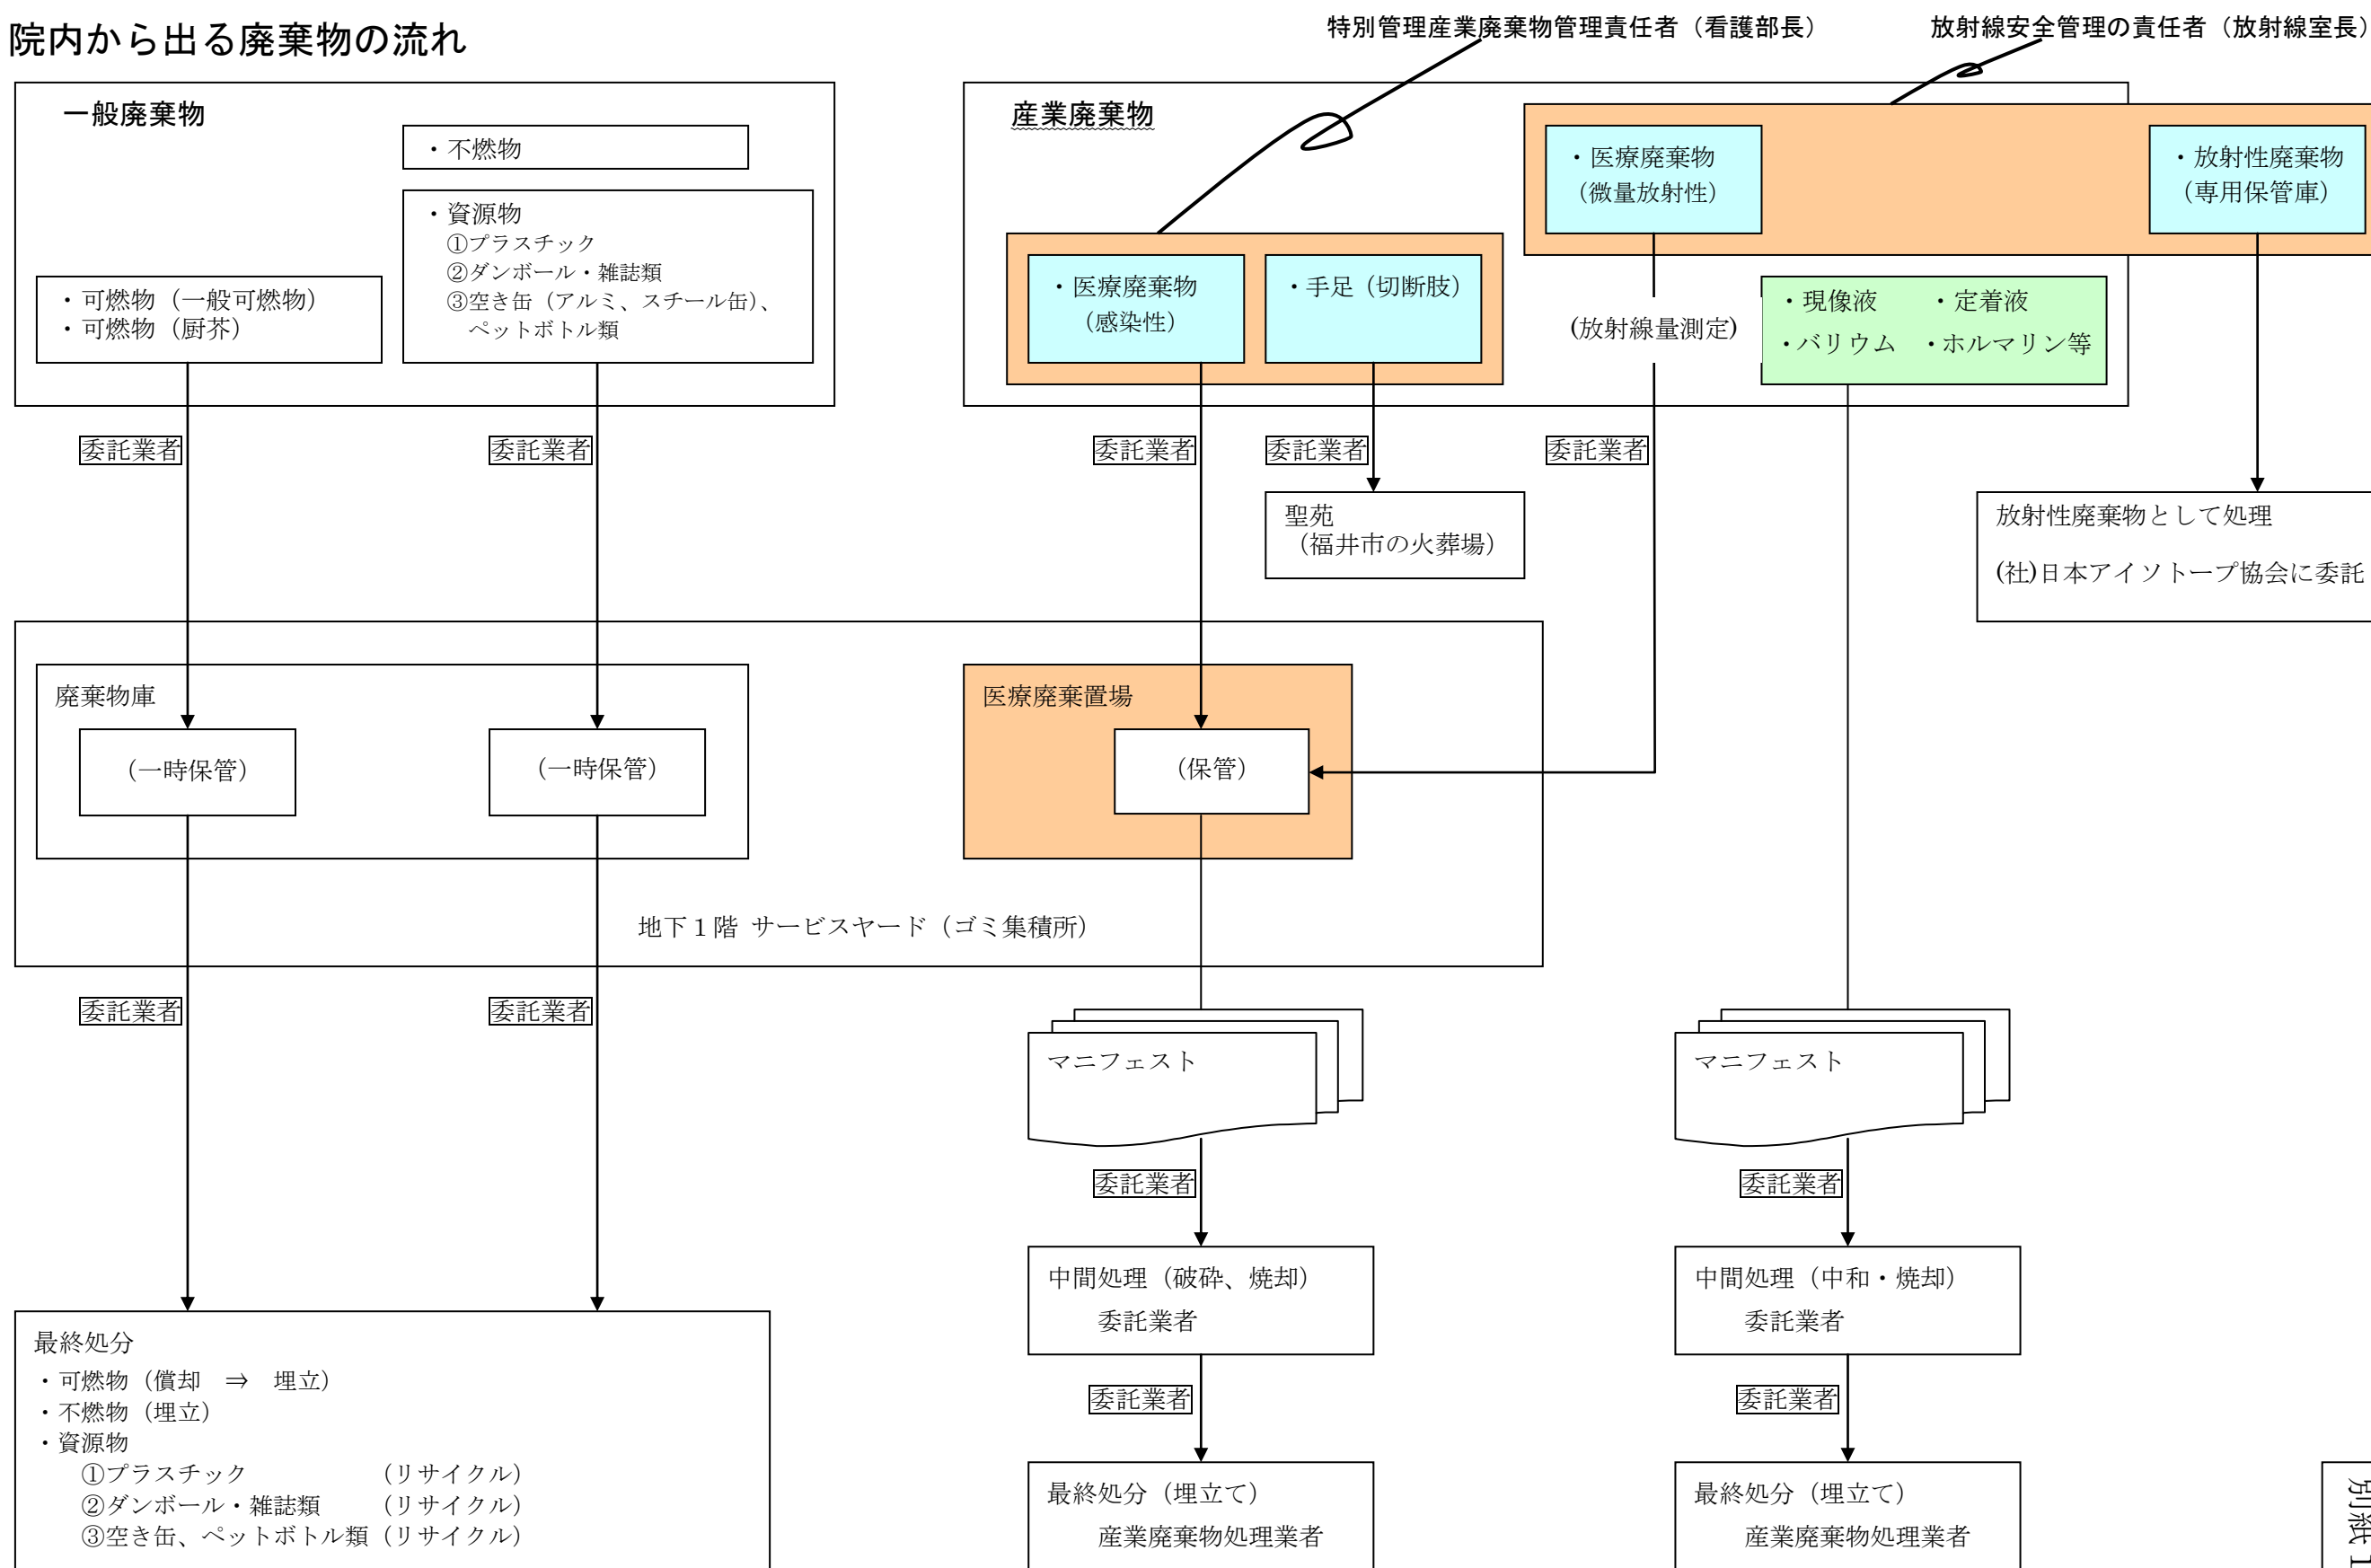 院内から出る廃棄物の流れ
特別管理産業廃棄物管理責任者（看護部長）
放射線安全管理の責任者（放射線室長）
一般廃棄物
・不燃物
・資源物
①プラスチック
②ダンボール・雑誌類
③空き缶（アルミ、スチール缶）、
ペットボトル類
・可燃物（一般可燃物）
・可燃物（厨芥）
産業廃棄物
・医療廃棄物
（感染性）
・手足（切断肢）
・医療廃棄物
（微量放射性）
(放射線量測定)
・放射性廃棄物
（専用保管庫）
・現像液　・定着液
・バリウム　・ホルマリン等
委託業者
委託業者
委託業者
委託業者
委託業者
聖苑
（福井市の火葬場）
放射性廃棄物として処理
(社)日本アイソトープ協会に委託
廃棄物庫
（一時保管）
（一時保管）
医療廃棄置場
（保管）
地下１階 サービスヤード（ゴミ集積所）
委託業者
委託業者
マニフェスト
マニフェスト
委託業者
委託業者
中間処理（破砕、焼却）
委託業者
中間処理（中和・焼却）
委託業者
委託業者
委託業者
最終処分
・可燃物（償却　⇒　埋立）
・不燃物（埋立）
・資源物
①プラスチック　（リサイクル）
②ダンボール・雑誌類　（リサイクル）
③空き缶、ペットボトル類（リサイクル）
最終処分（埋立て）
産業廃棄物処理業者
最終処分（埋立て）
産業廃棄物処理業者
別紙1